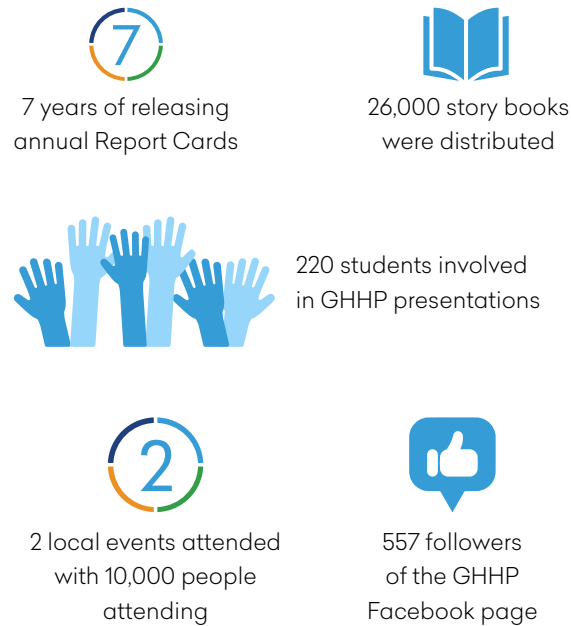 7
7 years of releasing
annual Report Cards
26,000 story books
were distributed
220 students involved
in GHHP presentations
2
2 local events attended
with 10,000 people
attending
557 followers
of the GHHP
Facebook page